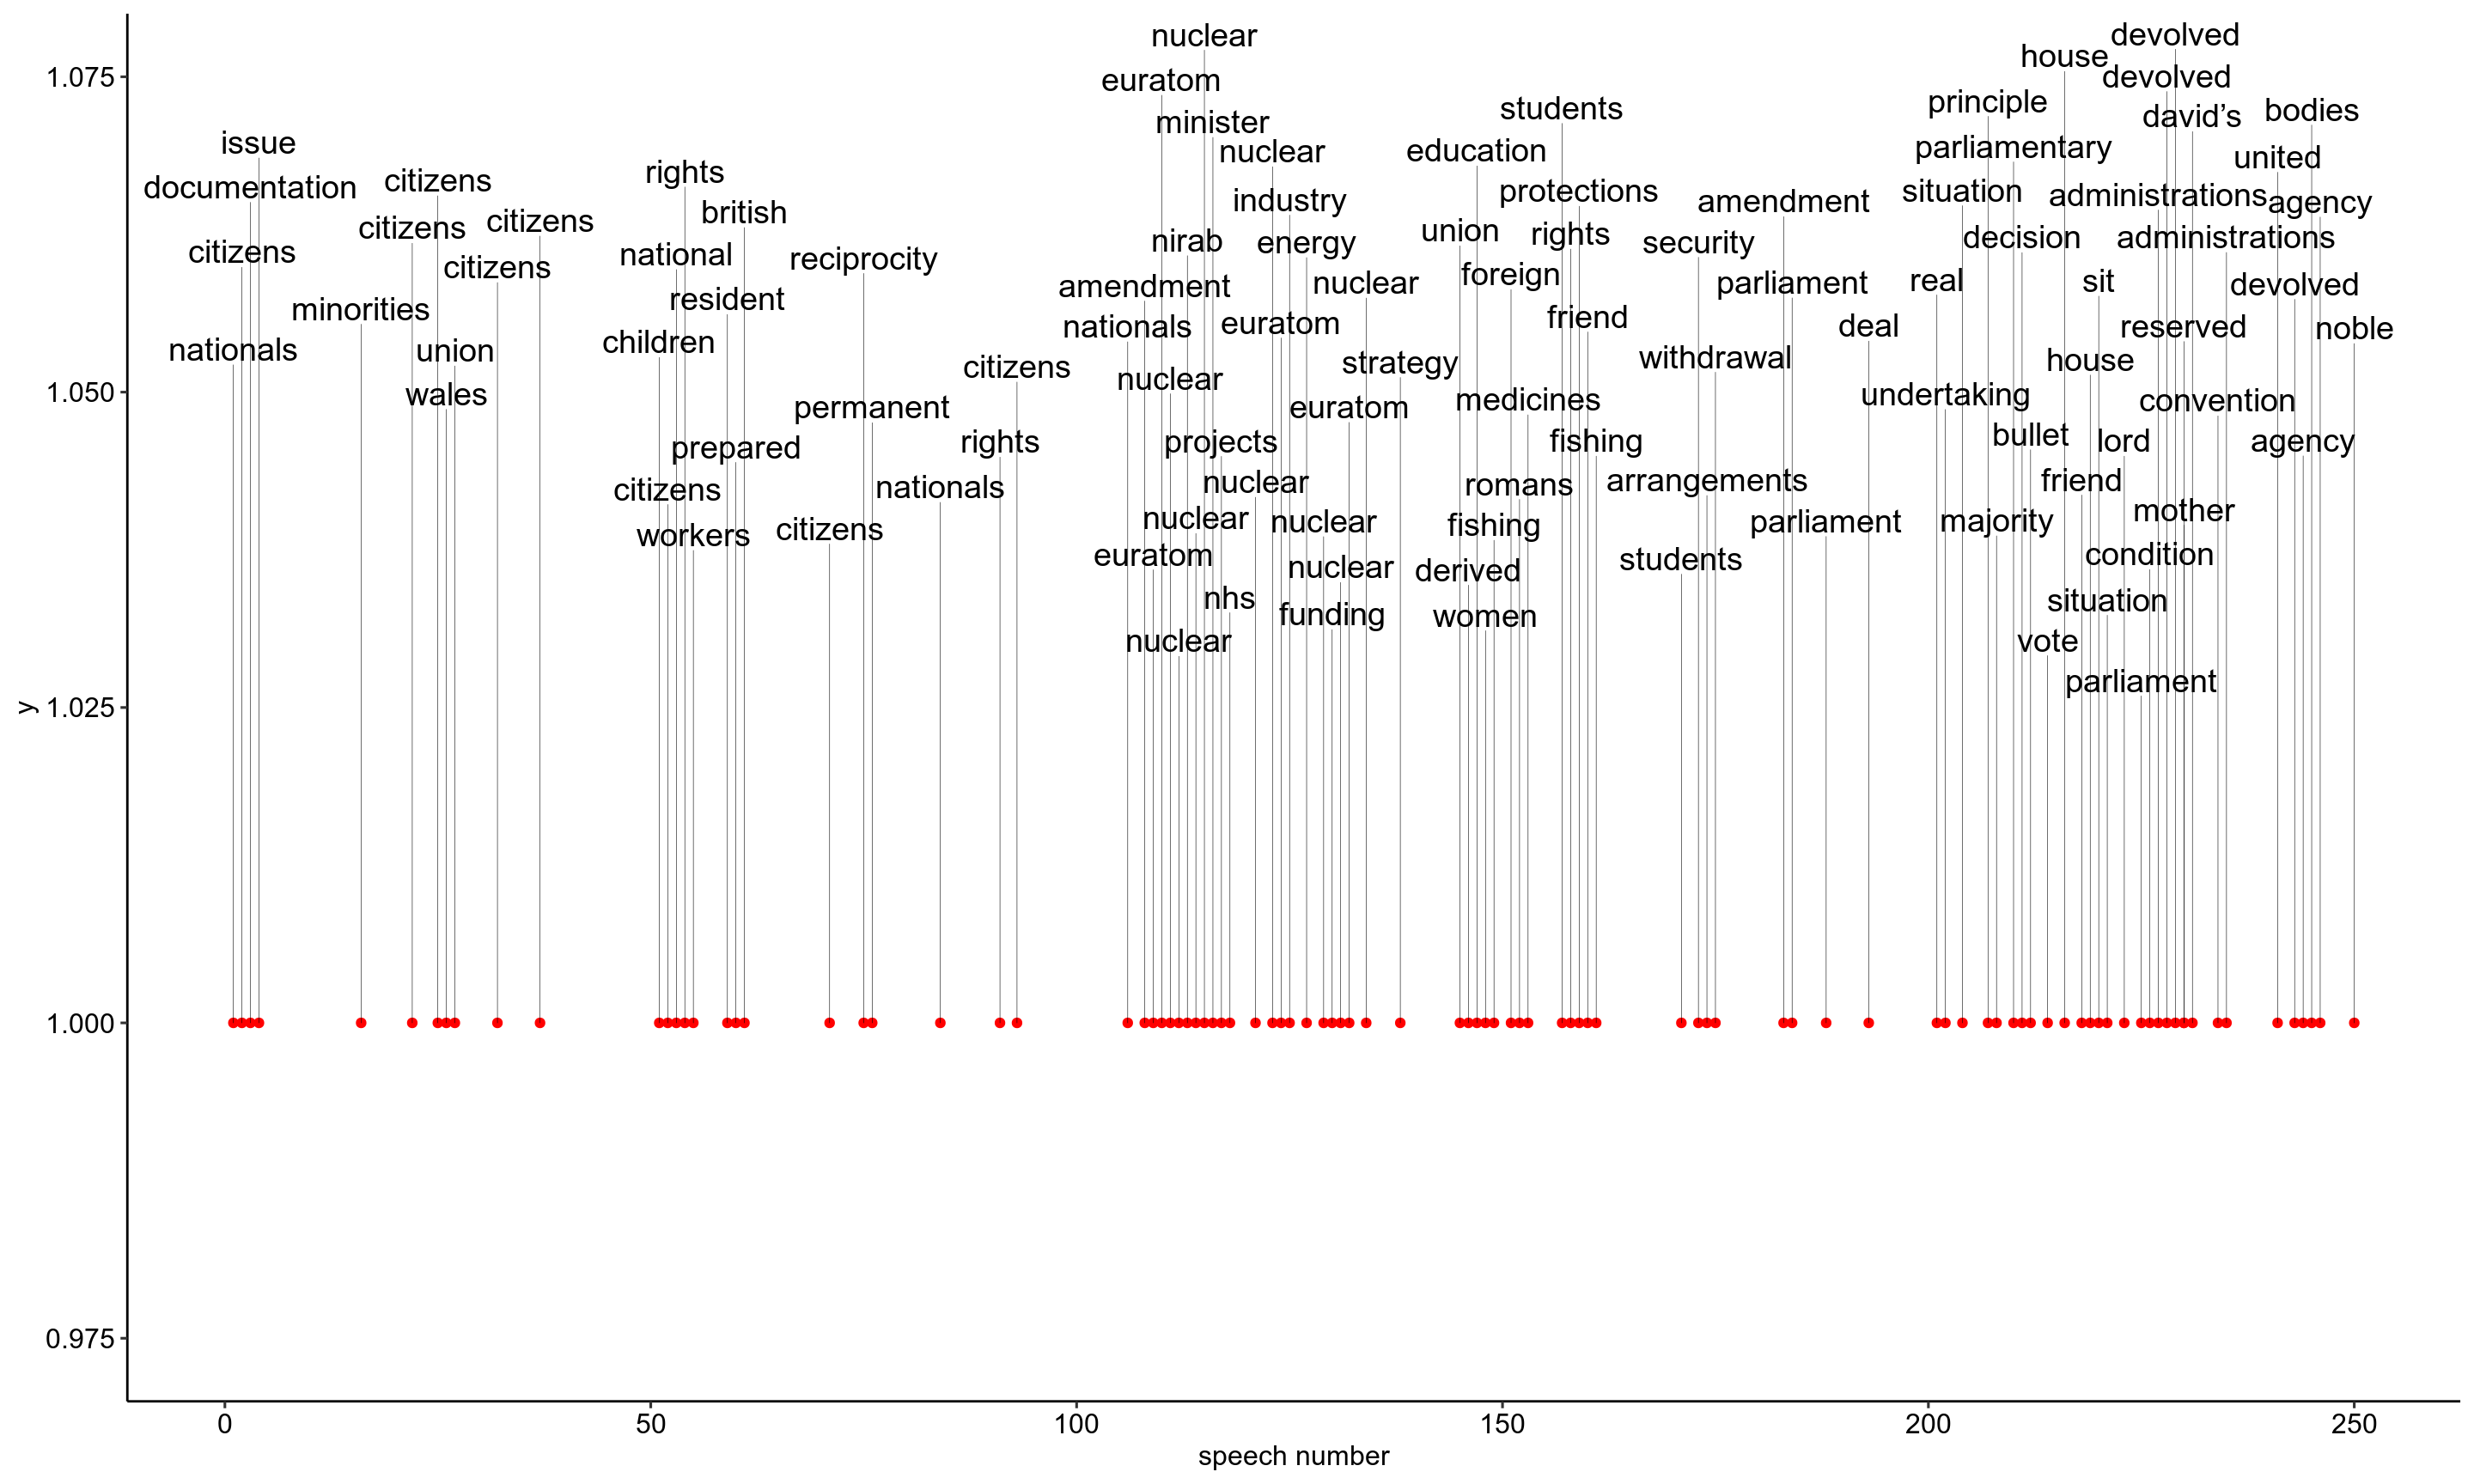 nuclear
devolved
house
1.075
euratom
devolved
principle
students
bodies
david’s
minister
issue
parliamentary
education
nuclear
united
rights
citizens
documentation
protections
situation
administrations
industry
amendment
agency
british
citizens
citizens
union
rights
decision
administrations
nirab
energy
security
citizens
national
reciprocity
citizens
foreign
real
sit
amendment
nuclear
parliament
devolved
resident
minorities
friend
nationals
euratom
deal
reserved
noble
children
nationals
union
withdrawal
house
strategy
citizens
nuclear
1.050
wales
undertaking
medicines
convention
permanent
euratom
bullet
prepared
rights
projects
fishing
lord
agency
citizens
nationals
nuclear
romans
arrangements
friend
mother
workers
citizens
nuclear
nuclear
fishing
parliament
majority
euratom
students
condition
nuclear
derived
nhs
situation
funding
women
nuclear
vote
parliament
y
1.025
1.000
0.975
0
50
100
150
200
250
speech number